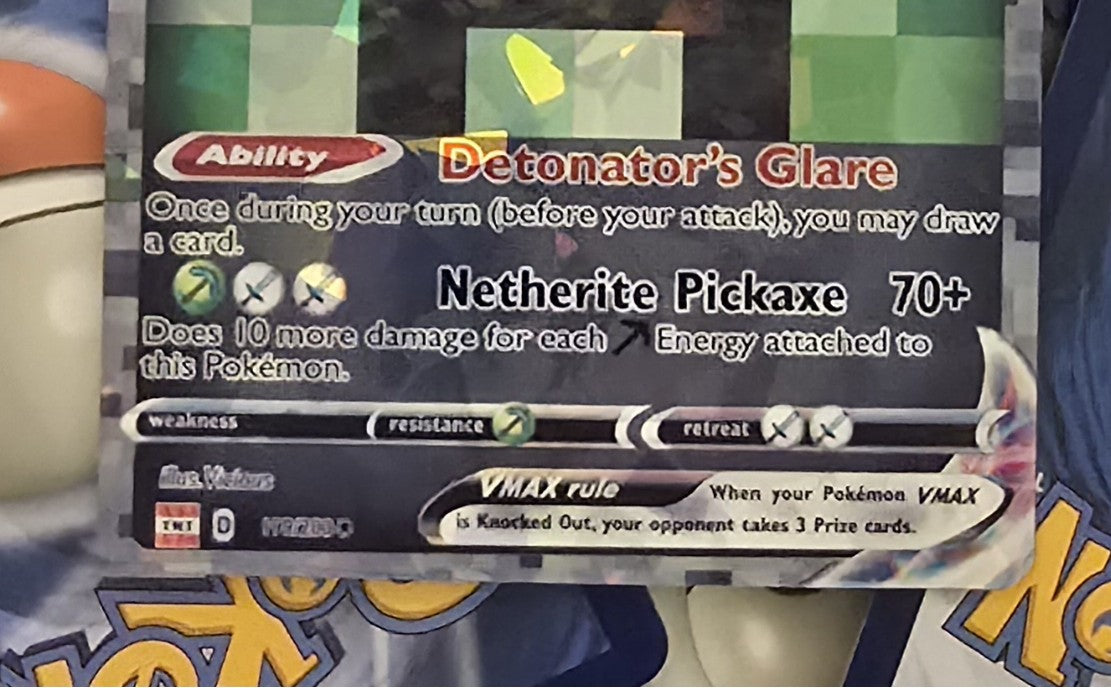 Ability Detonator's Glare
Once during your turn (before your attack), you may draw
a card.
Netherite Pickaxe 70+
Does 10 more damage for each Energy attached to
this Pokémon.
weakness resistance retreat
VMAX rule When your Pokémon VMAX
is Knocked Out, your opponent takes 3 Prize cards.
TNT D